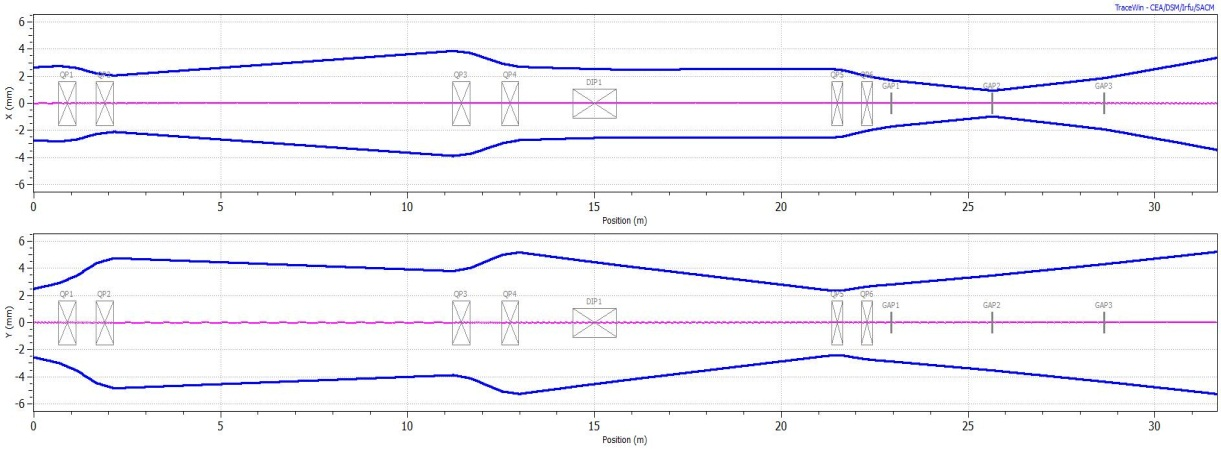 TraceWin - CEA/DSM/Irfu/SACM
6
4
2
0
-2
-4
-6
X (mm)
QP1
QP2
QP3
QP4
DIP1
QP5
QP6
GAP1
GAP2
GAP3
0
5
10
15
20
25
30
Position (m)
6
4
2
0
-2
-4
-6
Y (mm)
QP1
QP2
QP3
QP4
DIP1
QP5
QP6
GAP1
GAP2
GAP3
0
5
10
15
20
25
30
Position (m)